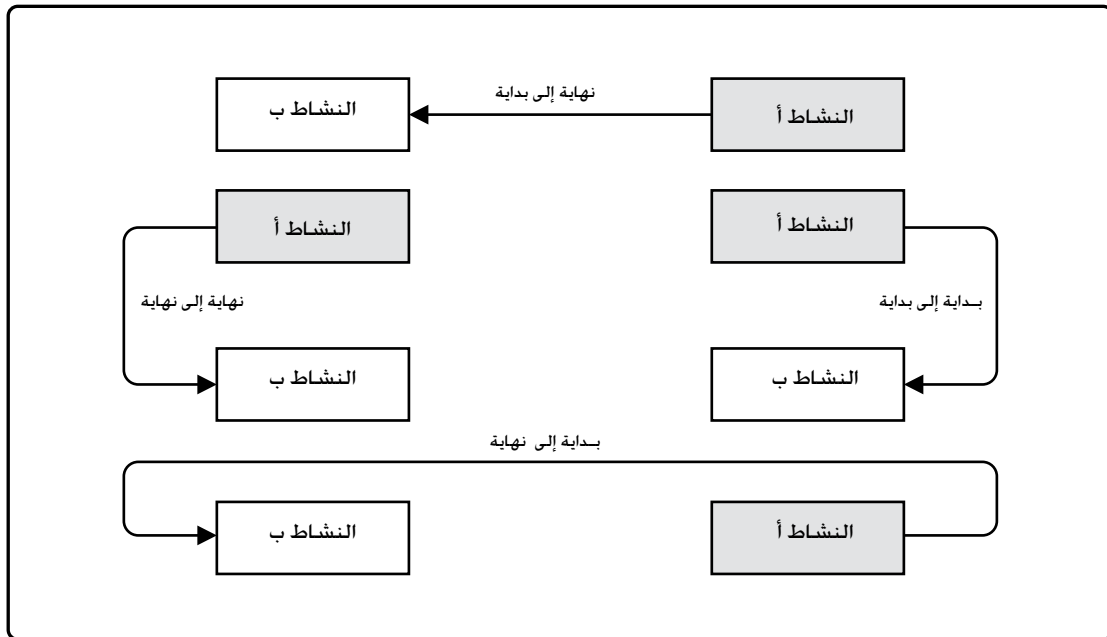 نهاية إلى بداية
النشاط أ
النشاط ب
النشاط أ
النشاط أ
بداية إلى بداية
نهاية إلى نهاية
النشاط ب
النشاط ب
بداية إلى نهاية
النشاط أ
النشاط ب